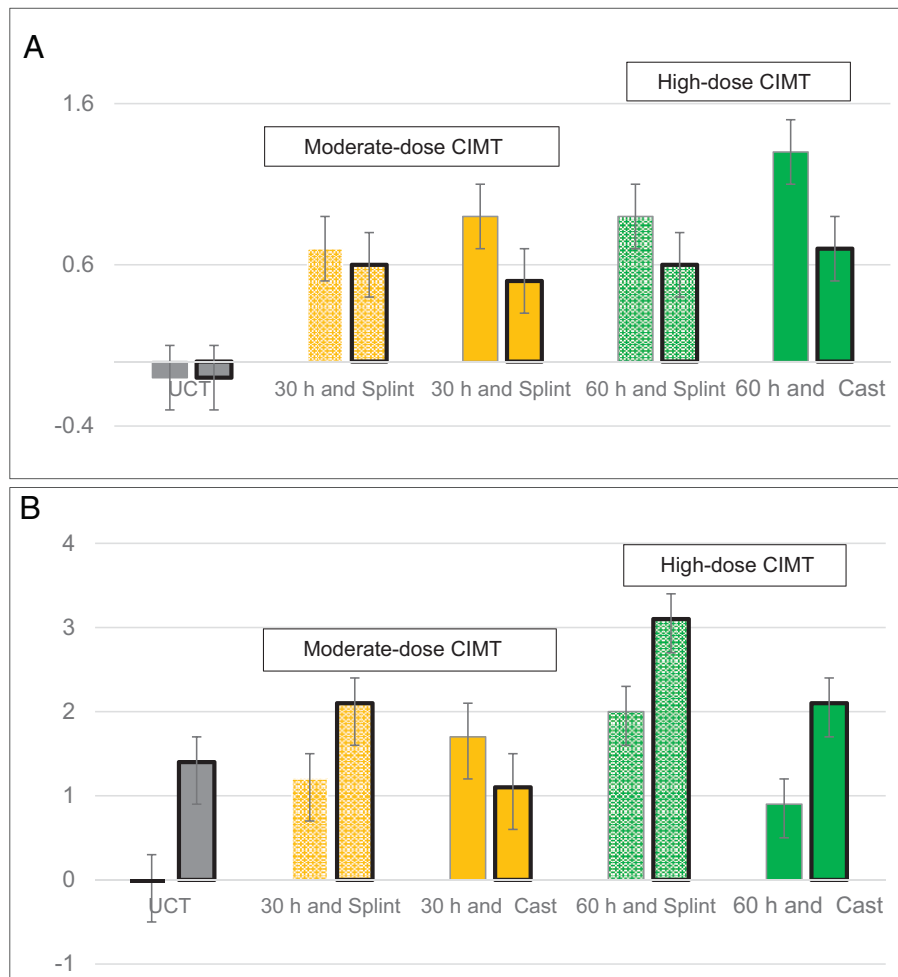 A
High-dose CIMT
1.6
Moderate-dose CIMT
0.6
UCT
30 h and Splint
30 h and Splint
60 h and Splint
60 h and Cast
-0.4
B
4
High-dose CIMT
3
Moderate-dose CIMT
2
1
0
UCT
30 h and Splint
30 h and Cast
60 h and Splint
60 h and Cast
-1